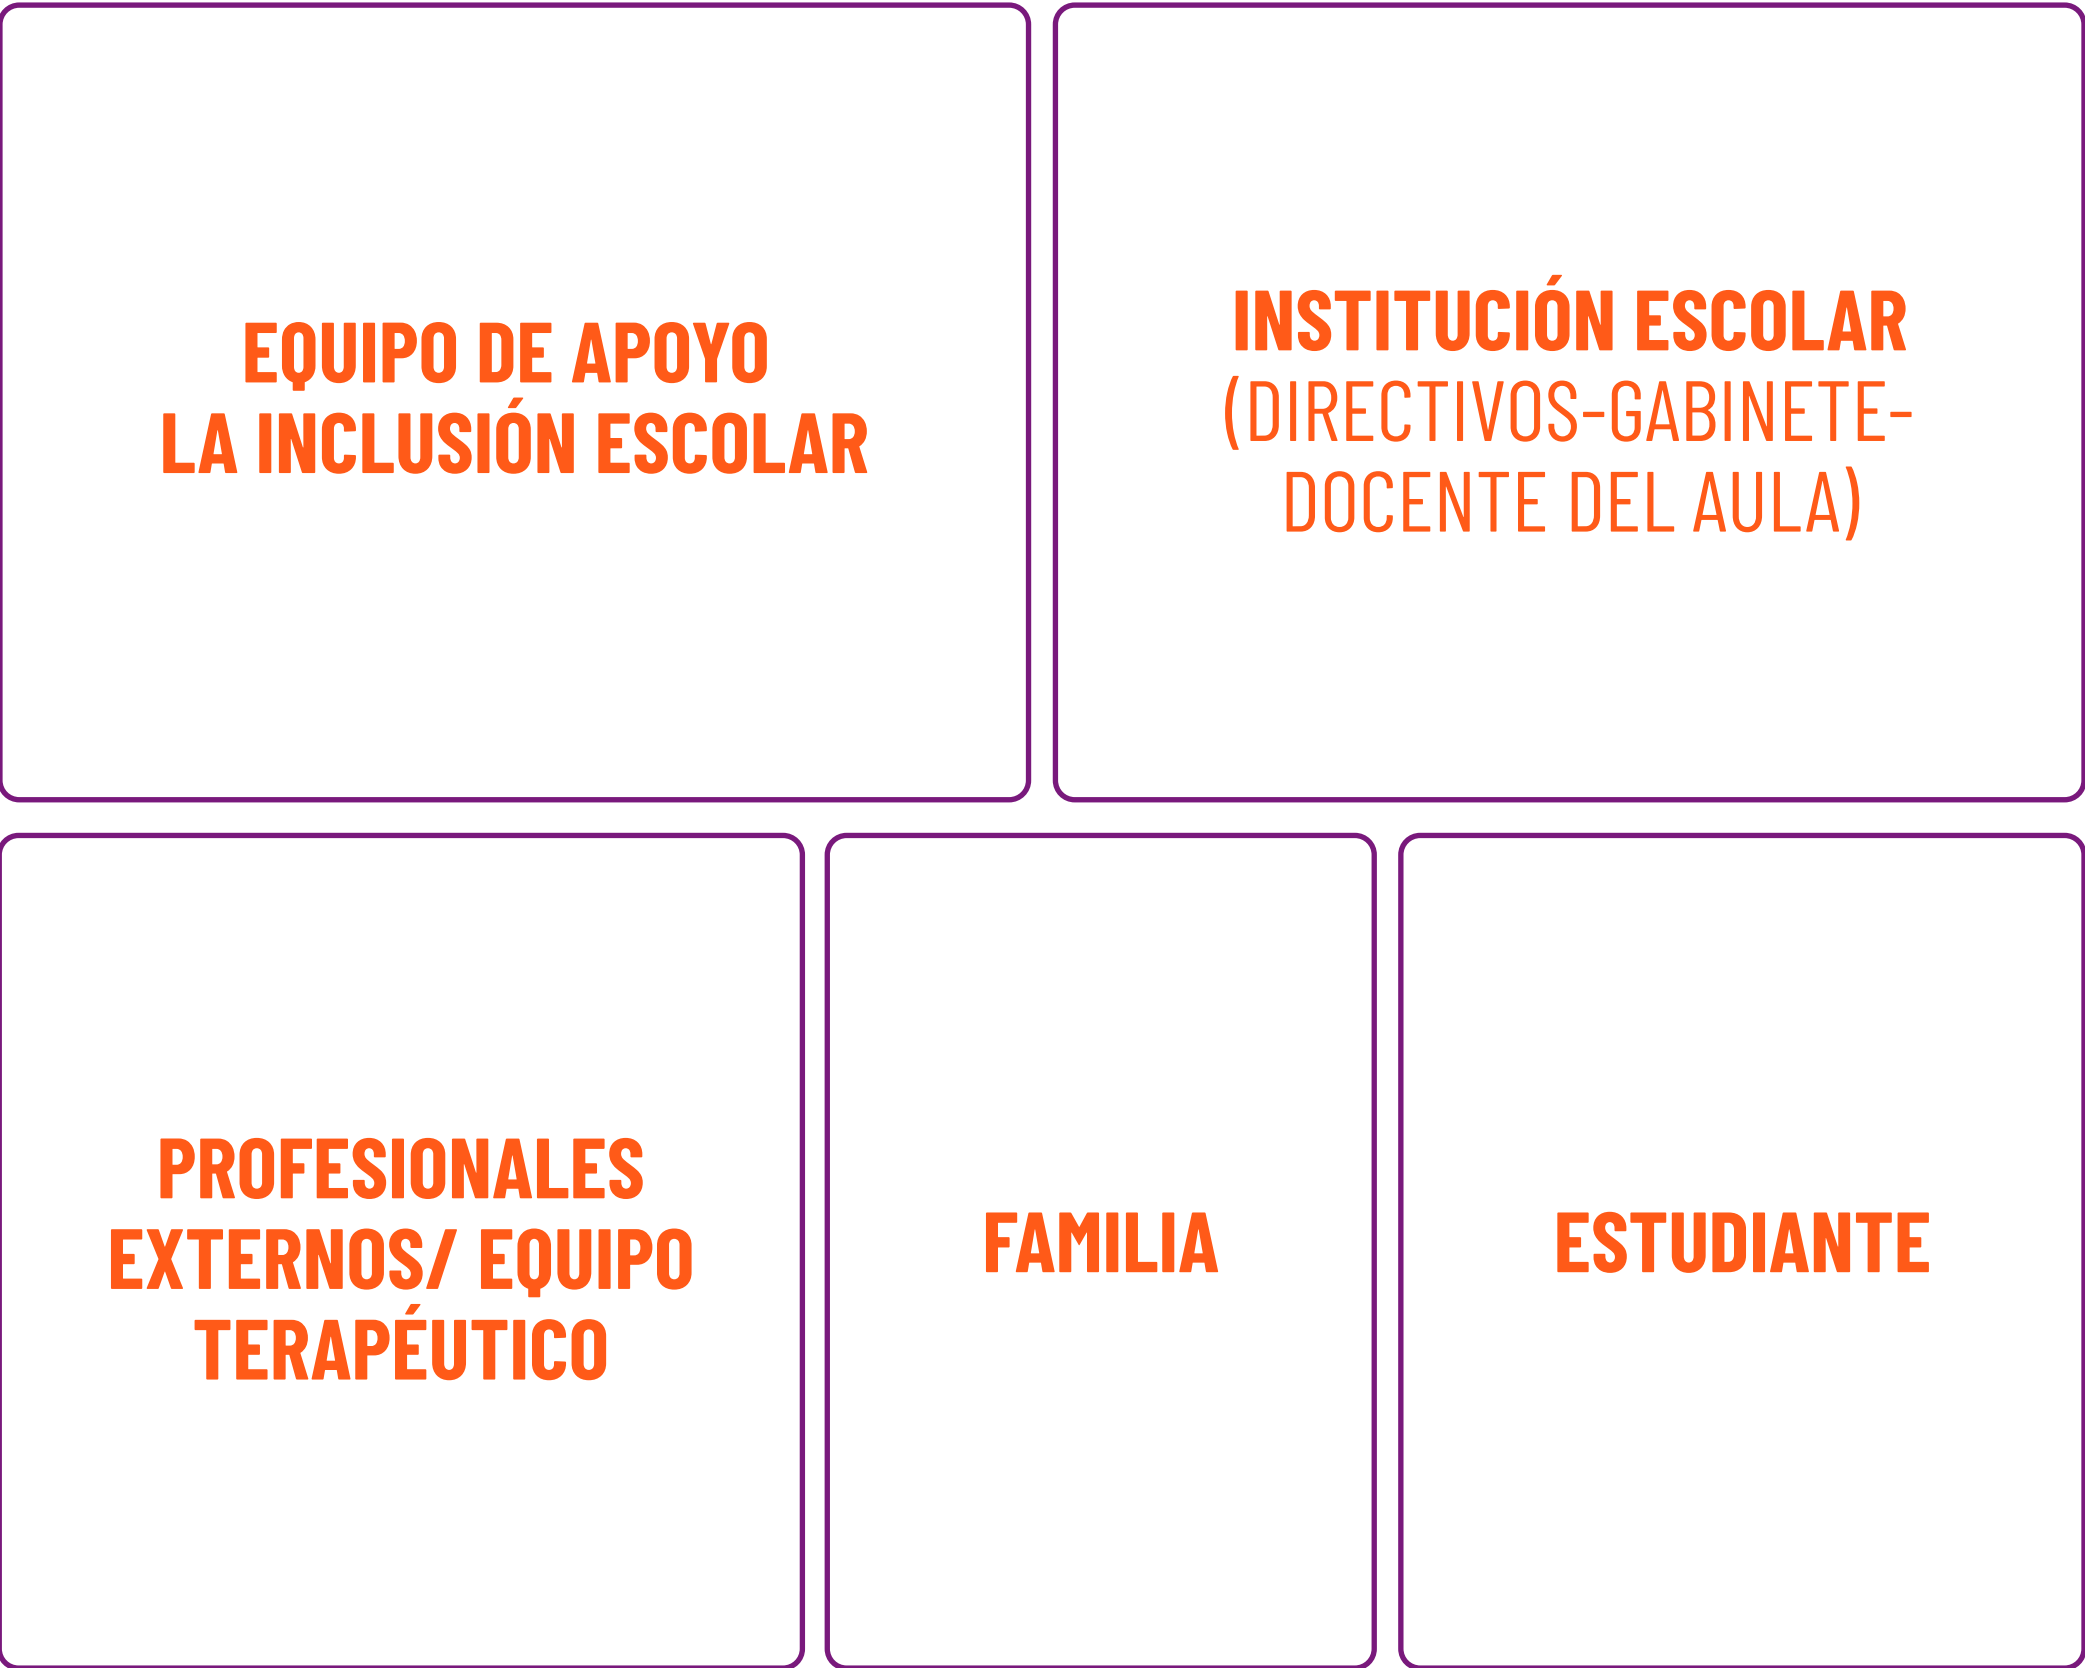 EQUIPO DE APOYO
LA INCLUSIÓN ESCOLAR
INSTITUCIÓN ESCOLAR
(DIRECTIVOS-GABINETE-
DOCENTE DEL AULA)
PROFESIONALES
EXTERNOS/ EQUIPO
TERAPÉUTICO
FAMILIA
ESTUDIANTE